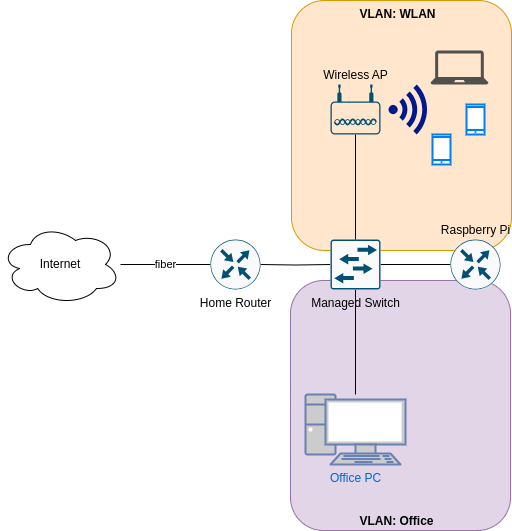 VLAN: WLAN
Wireless AP
Raspberry Pi
Internet
fiber
Home Router
Managed Switch
Office PC
VLAN: Office